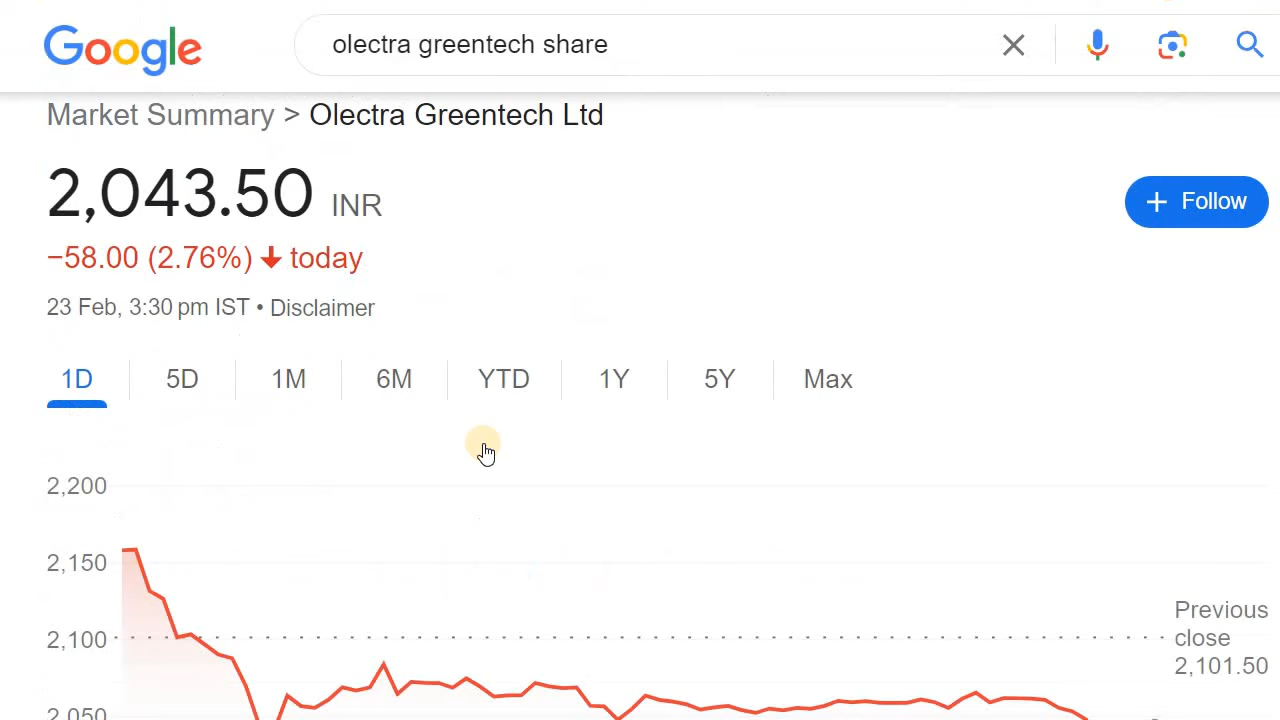 Google
olectra greentech share
Market Summary > Olectra Greentech Ltd
2,043.50 INR
+ Follow
−58.00 (2.76%) ↓ today
23 Feb, 3:30 pm IST • Disclaimer
1D 5D 1M 6M YTD 1Y 5Y Max
2,200
2,150
2,100
2,050
Previous
close
2,101.50